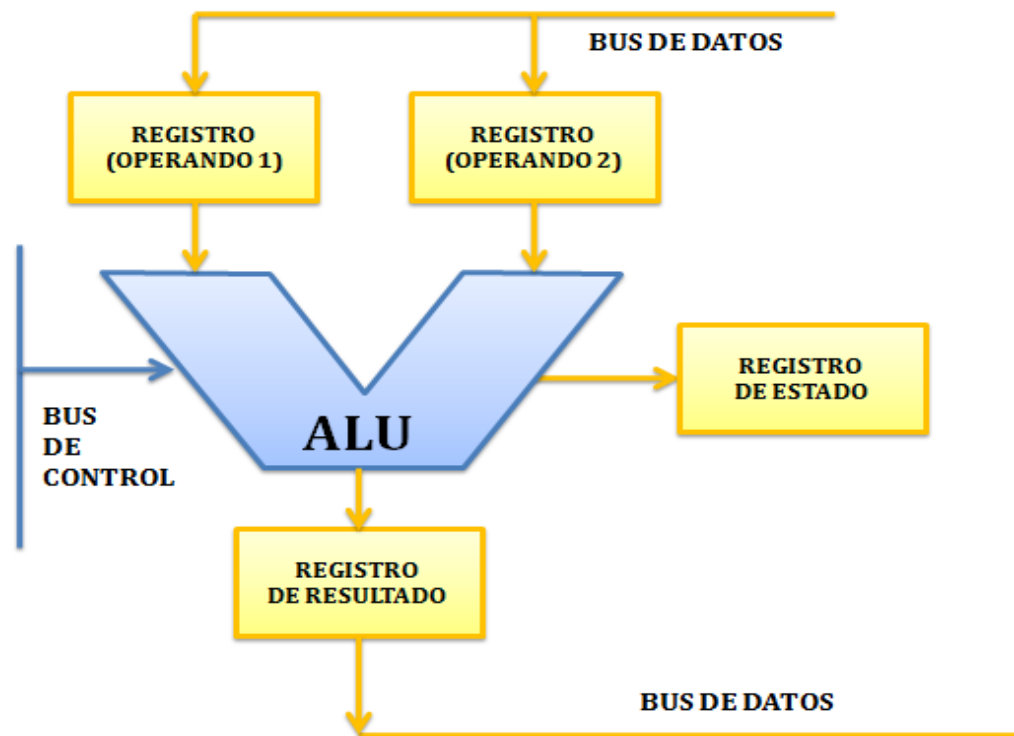 BUS DE DATOS
REGISTRO
(OPERANDO 1)
REGISTRO
(OPERANDO 2)
REGISTRO
DE ESTADO
BUS
DE
CONTROL
ALU
REGISTRO
DE RESULTADO
BUS DE DATOS